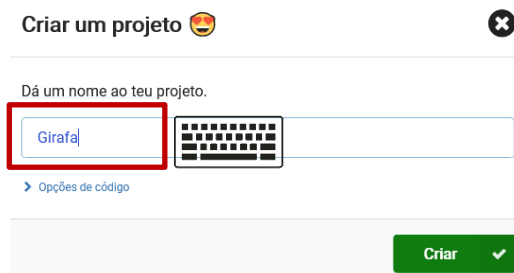 Criar um projeto 😍
Dá um nome ao teu projeto.
Girafa
Opções de código
Criar